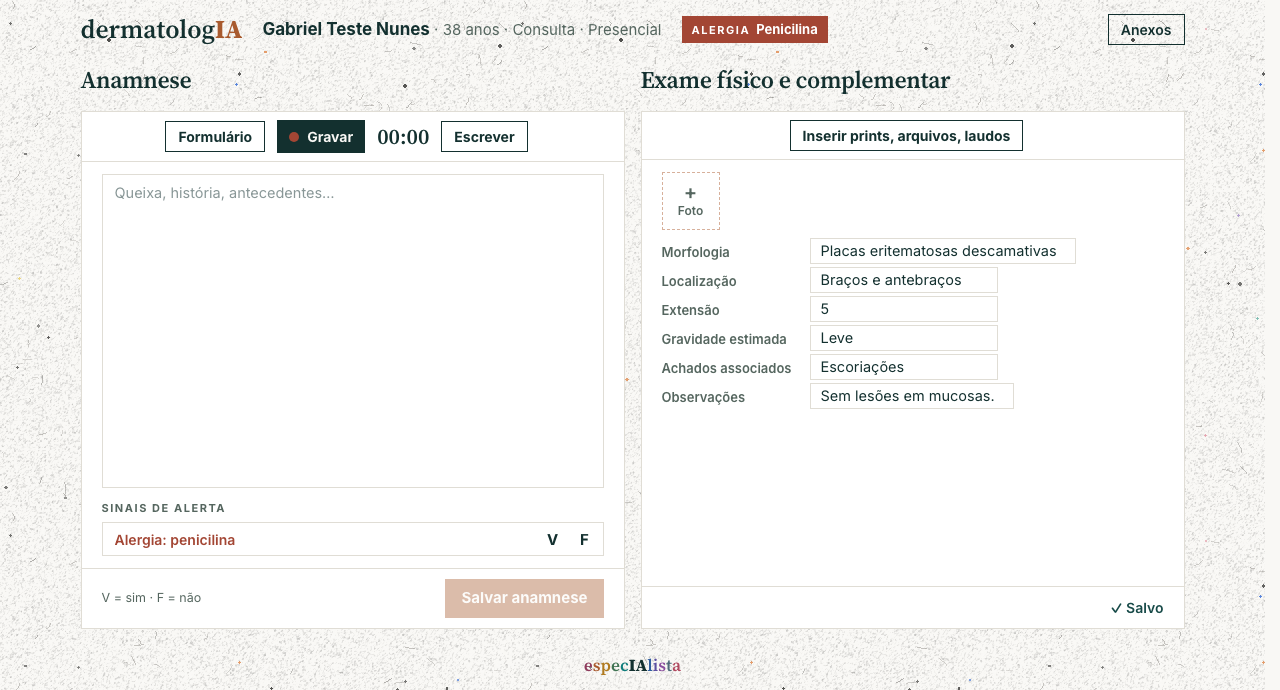 dermatologIA Gabriel Teste Nunes · 38 anos · Consulta · Presencial ALERGIA Penicilina Anexos
Anamnese
Formulário Gravar 00:00 Escrever
Queixa, história, antecedentes...
SINAIS DE ALERTA
Alergia: penicilina V F
V = sim · F = não Salvar anamnese
Exame físico e complementar
Inserir prints, arquivos, laudos
+
Foto
Morfologia Placas eritematosas descamativas
Localização Braços e antebraços
Extensão 5
Gravidade estimada Leve
Achados associados Escoriações
Observações Sem lesões em mucosas.
✓ Salvo
especIAlista